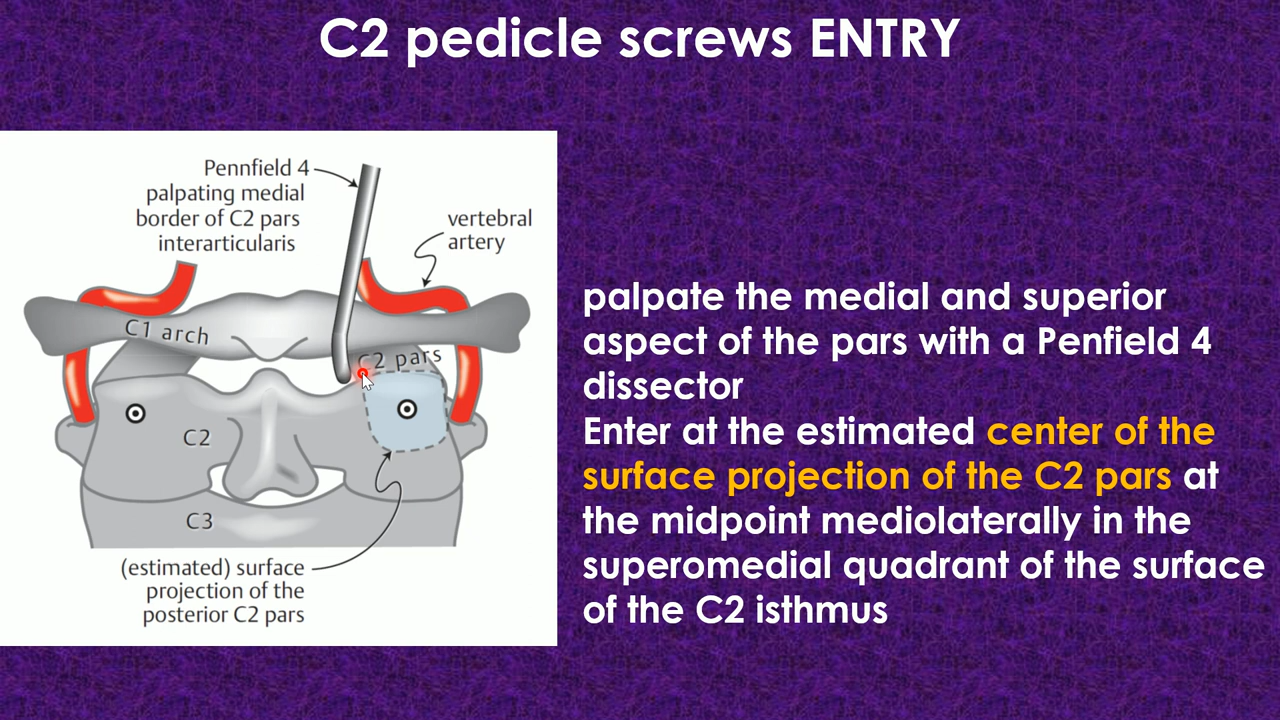 C2 pedicle screws ENTRY
Pennfield 4
palpating medial
border of C2 pars
interarticularis
vertebral
artery
C1 arch
C2 pars
C2
C3
(estimated) surface
projection of the
posterior C2 pars
palpate the medial and superior
aspect of the pars with a Penfield 4
dissector
Enter at the estimated center of the
surface projection of the C2 pars at
the midpoint mediolaterally in the
superomedial quadrant of the surface
of the C2 isthmus